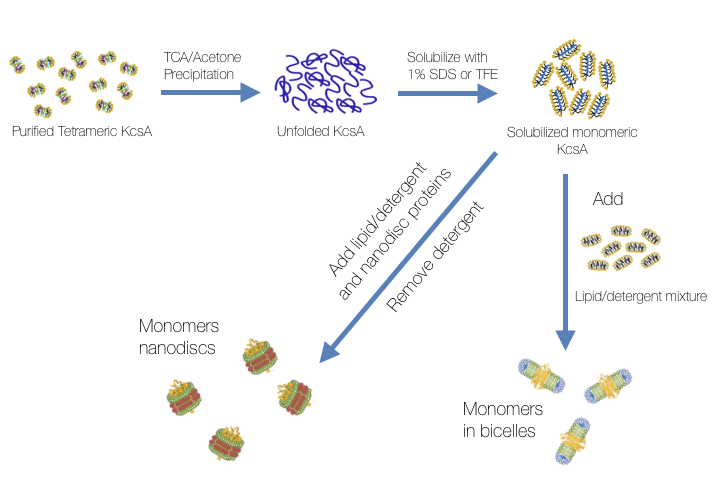 TCA/Acetone
Precipitation
Purified Tetrameric KcsA
Unfolded KcsA
Solubilize with
1% SDS or TFE
Solubilized monomeric
KcsA
Add lipid/detergent
and nanodisc proteins
Remove detergent
Add
Lipid/detergent mixture
Monomers
nanodiscs
Monomers
in bicelles